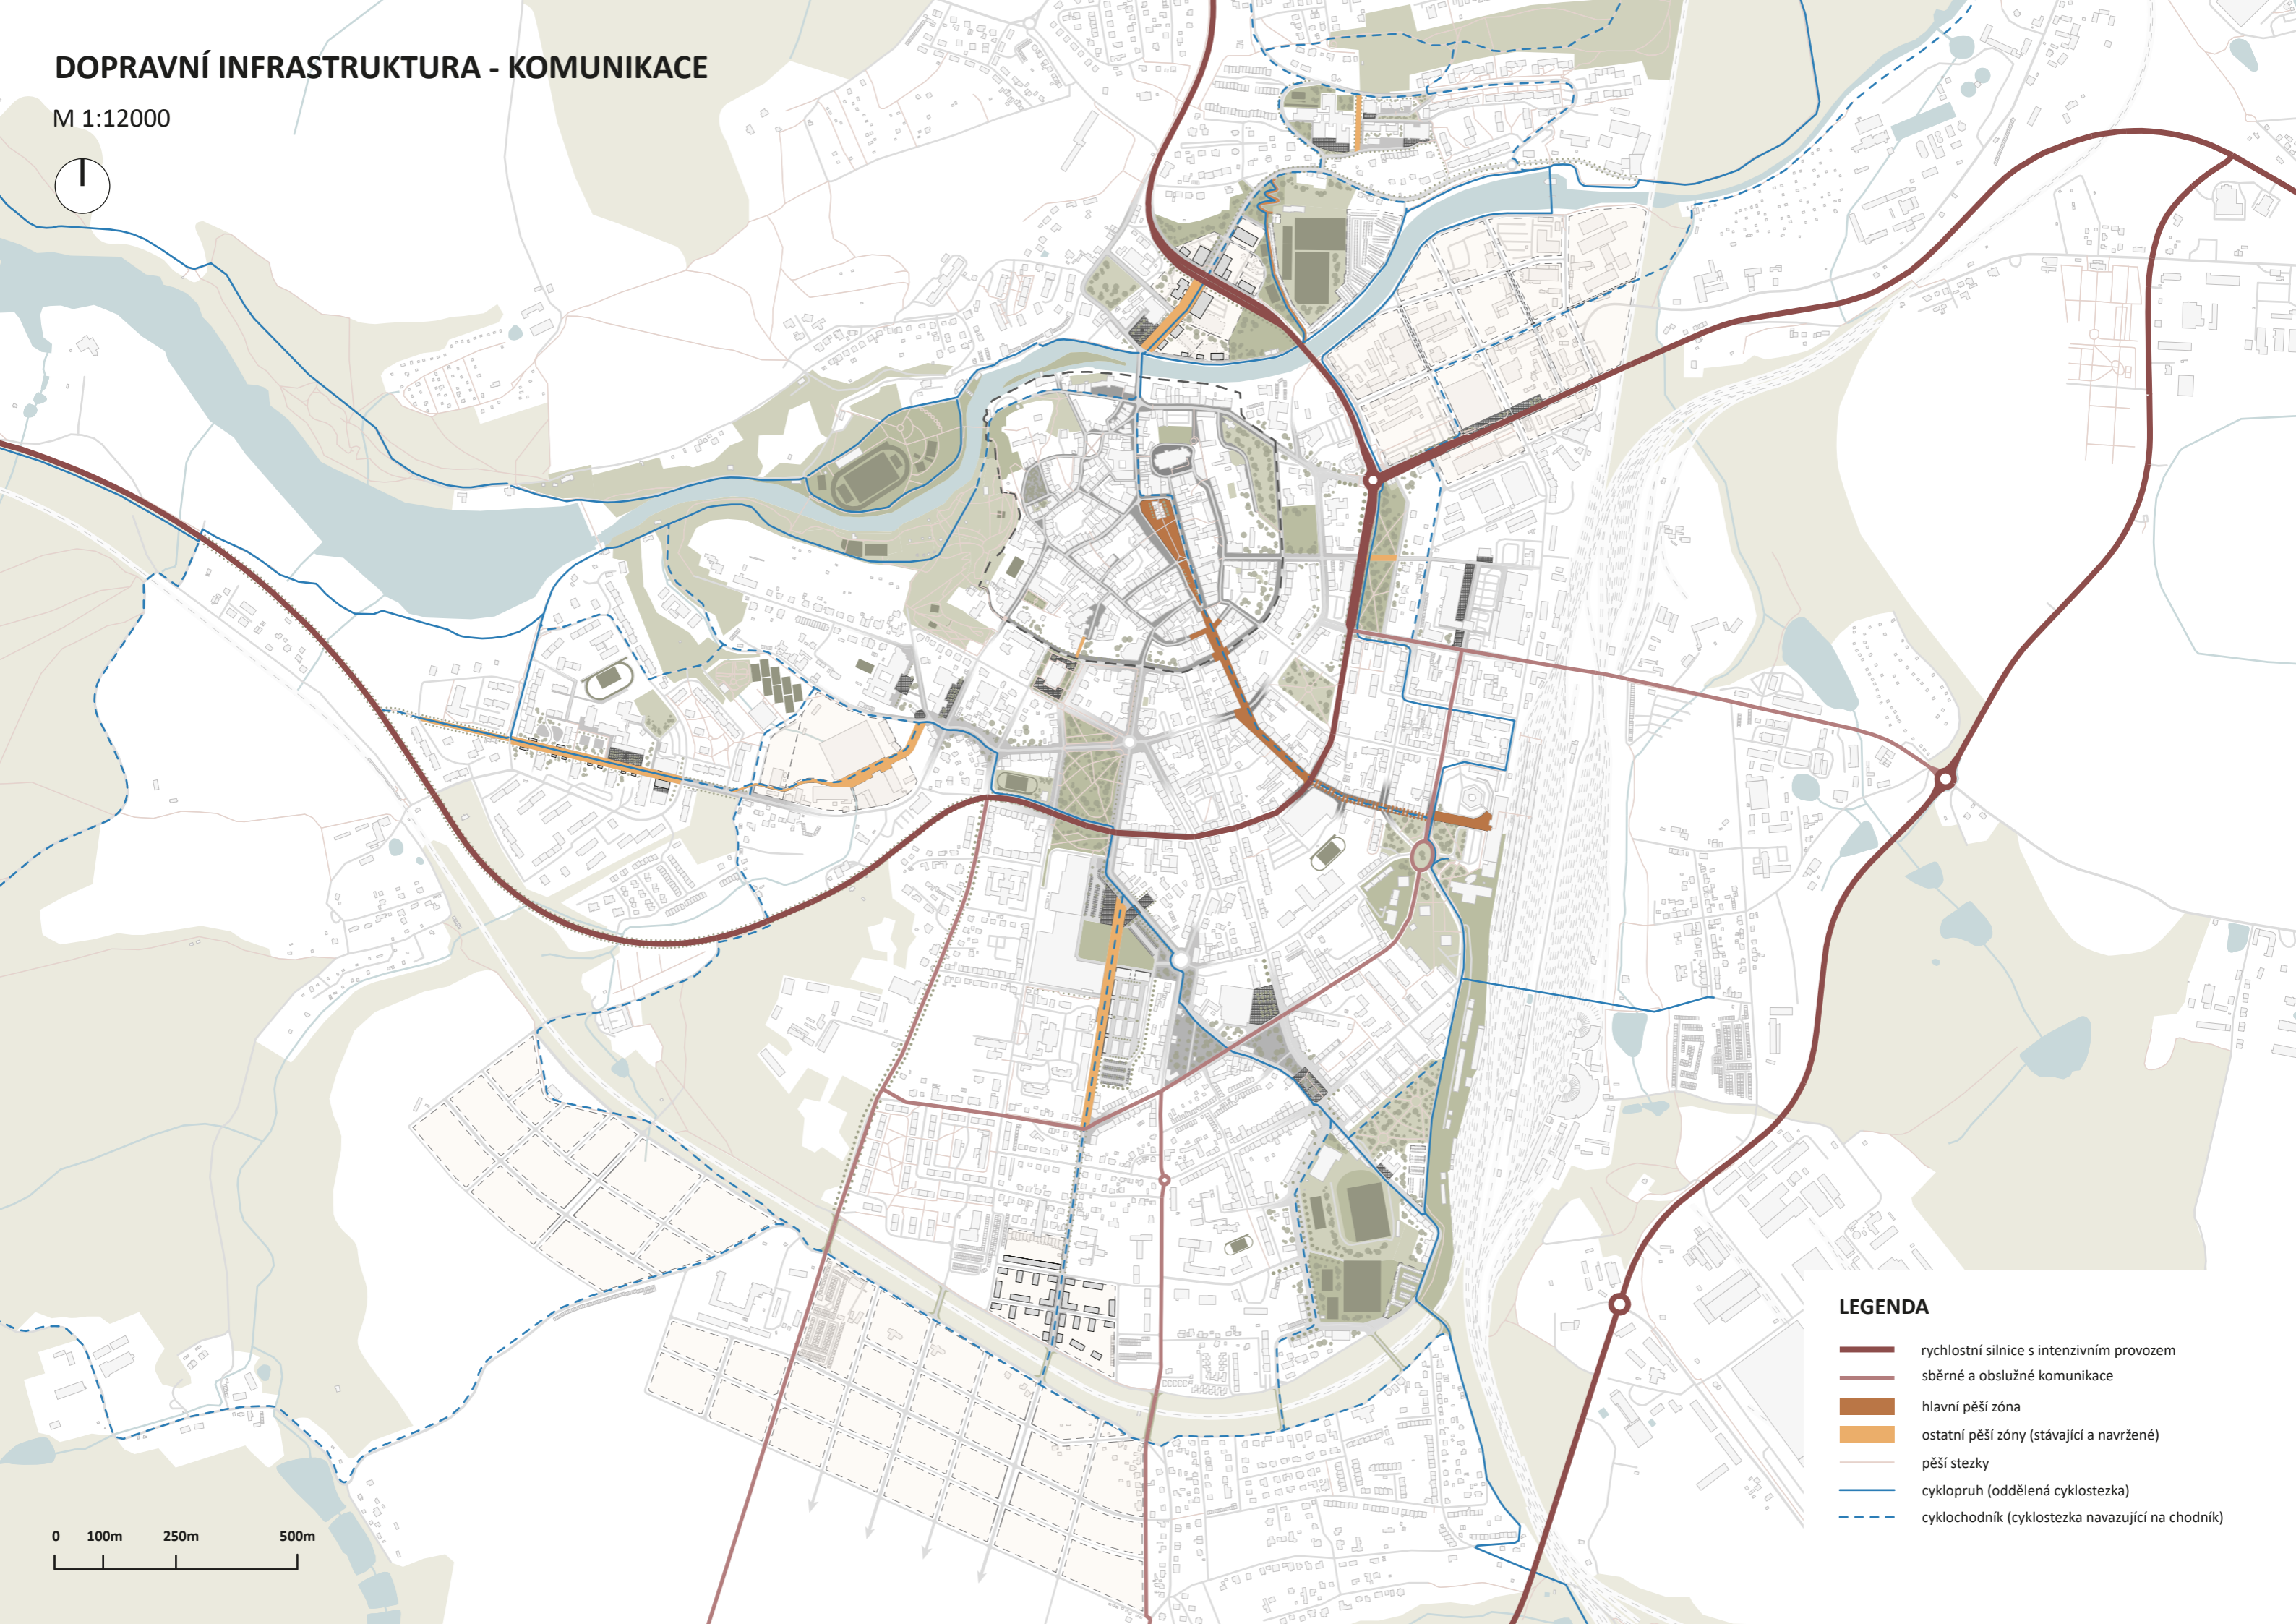 DOPRAVNÍ INFRASTRUKTURA - KOMUNIKACE
M 1:12000
LEGENDA
rychlostní silnice s intenzivním provozem
sběrné a obslužné komunikace
hlavní pěší zóna
ostatní pěší zóny (stávající a navržené)
pěší stezky
cyklopruh (oddělená cyklostezka)
cyklochodník (cyklostezka navazující na chodník)
0 100m 250m 500m